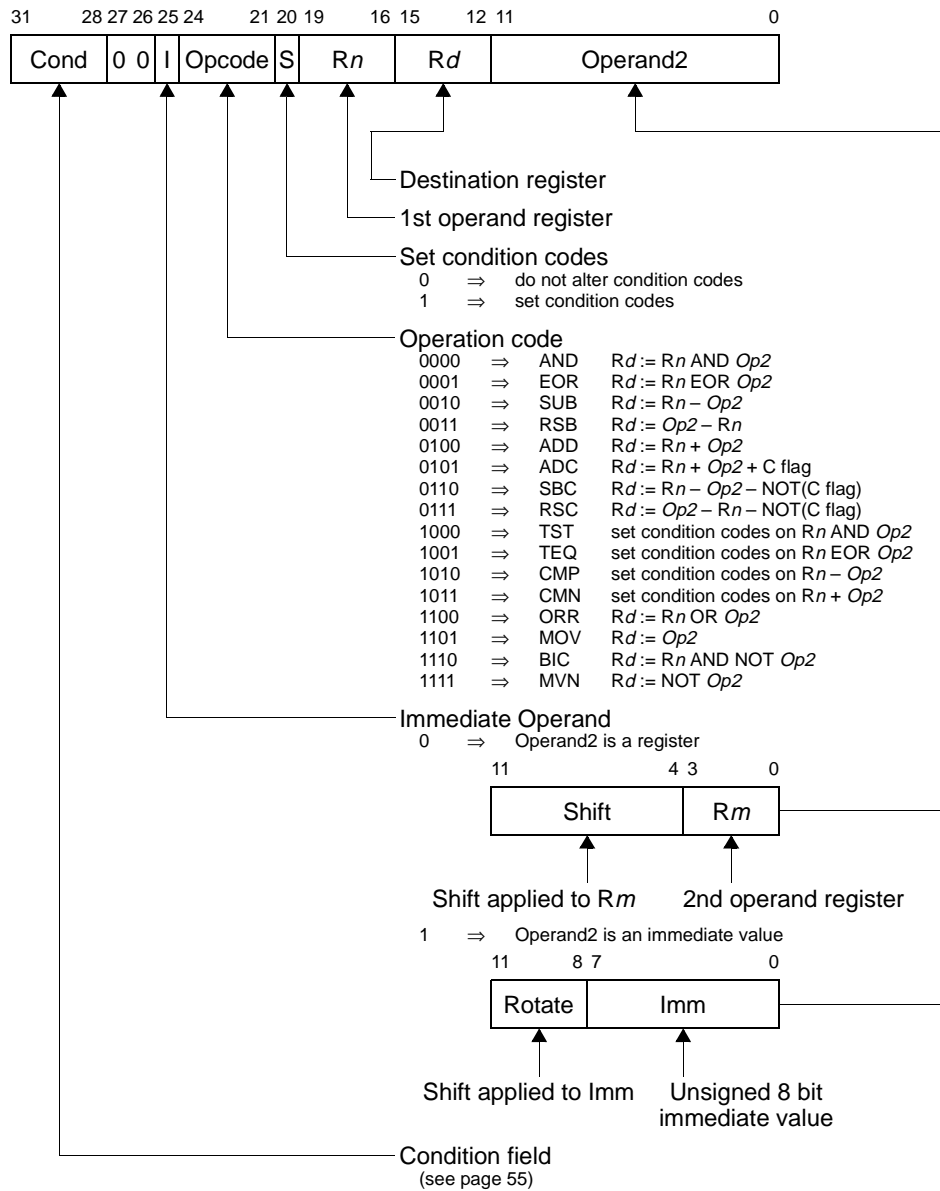 31 28 27 26 25 24 21 20 19 16 15 12 11 0
Cond 0 0 I Opcode S Rn Rd Operand2
Destination register
1st operand register
Set condition codes
0 ⇒ do not alter condition codes
1 ⇒ set condition codes
Operation code
0000 ⇒ AND Rd := Rn AND Op2
0001 ⇒ EOR Rd := Rn EOR Op2
0010 ⇒ SUB Rd := Rn – Op2
0011 ⇒ RSB Rd := Op2 – Rn
0100 ⇒ ADD Rd := Rn + Op2
0101 ⇒ ADC Rd := Rn + Op2 + C flag
0110 ⇒ SBC Rd := Rn – Op2 – NOT(C flag)
0111 ⇒ RSC Rd := Op2 – Rn – NOT(C flag)
1000 ⇒ TST set condition codes on Rn AND Op2
1001 ⇒ TEQ set condition codes on Rn EOR Op2
1010 ⇒ CMP set condition codes on Rn – Op2
1011 ⇒ CMN set condition codes on Rn + Op2
1100 ⇒ ORR Rd := Rn OR Op2
1101 ⇒ MOV Rd := Op2
1110 ⇒ BIC Rd := Rn AND NOT Op2
1111 ⇒ MVN Rd := NOT Op2
Immediate Operand
0 ⇒ Operand2 is a register
11 4 3 0
Shift Rm
Shift applied to Rm 2nd operand register
1 ⇒ Operand2 is an immediate value
11 8 7 0
Rotate Imm
Shift applied to Imm Unsigned 8 bit
immediate value
Condition field
(see page 55)